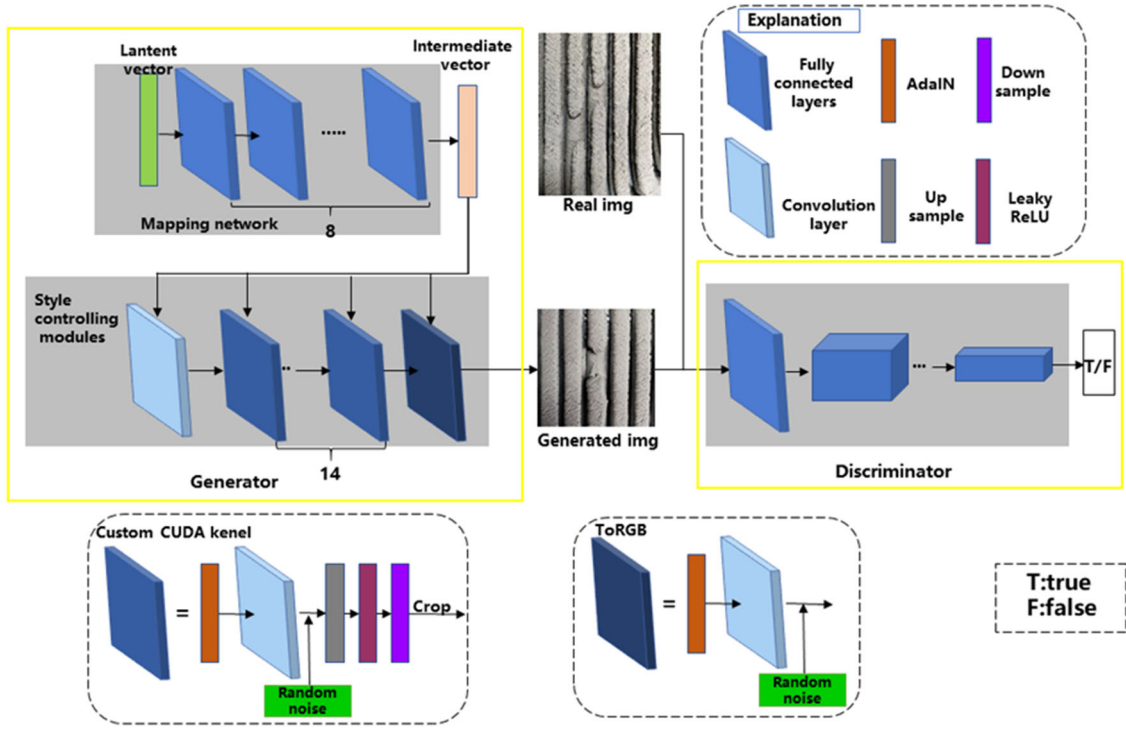 Lantent
vector
Intermediate
vector
.....
Mapping network
8
Style
controlling
modules
..
14
Generator
Real img
Generated img
Explanation
Fully
connected
layers
AdaIN
Down
sample
Convolution
layer
Up
sample
Leaky
ReLU
...
T/F
Discriminator
Custom CUDA kenel
=
Crop
Random
noise
ToRGB
=
Random
noise
T:true
F:false